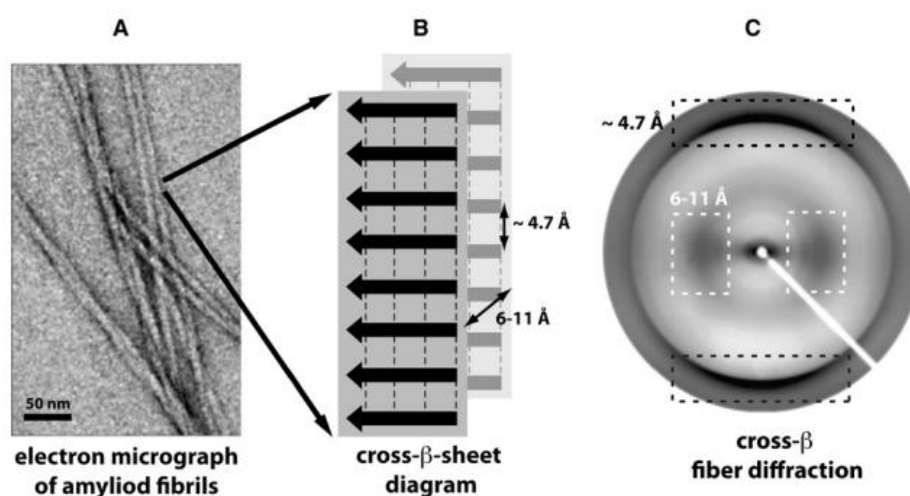 A
B
C
~ 4.7 Å
6-11 Å
~ 4.7 Å
6-11 Å
50 nm
electron micrograph
of amyliod fibrils
cross-β-sheet
diagram
cross-β
fiber diffraction